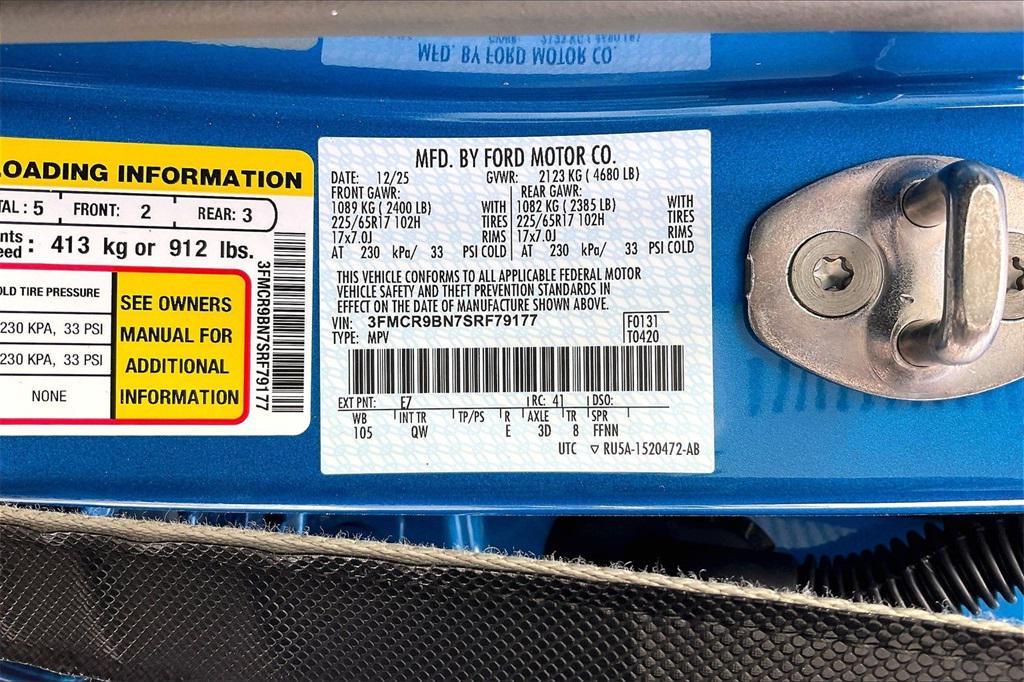 MFD. BY FORD MOTOR CO.
OADING INFORMATION
TAL : 5 FRONT: 2 REAR: 3
nts
eed : 413 kg or 912 lbs.
OLD TIRE PRESSURE
230 KPA, 33 PSI
230 KPA, 33 PSI
NONE
SEE OWNERS
MANUAL FOR
ADDITIONAL
INFORMATION
3FMCR9BN7SRF79177
MFD. BY FORD MOTOR CO.
DATE: 12/25 GVWR: 2123 KG ( 4680 LB)
FRONT GAWR: REAR GAWR:
1089 KG ( 2400 LB) WITH 1082 KG ( 2385 LB) WITH
225/65R17 102H TIRES 225/65R17 102H TIRES
17x7.0J RIMS 17x7.0J RIMS
AT 230 kPa/ 33 PSI COLD AT 230 kPa/ 33 PSI COLD
THIS VEHICLE CONFORMS TO ALL APPLICABLE FEDERAL MOTOR
VEHICLE SAFETY AND THEFT PREVENTION STANDARDS IN
EFFECT ON THE DATE OF MANUFACTURE SHOWN ABOVE.
VIN: 3FMCR9BN7SRF79177 F0131
TYPE: MPV T0420
EXT PNT: E7 RC: 41 DSO:
WB INT TR TP/PS R AXLE TR SPR
105 QW E 3D 8 FFNN
UTC ▽ RU5A-1520472-AB